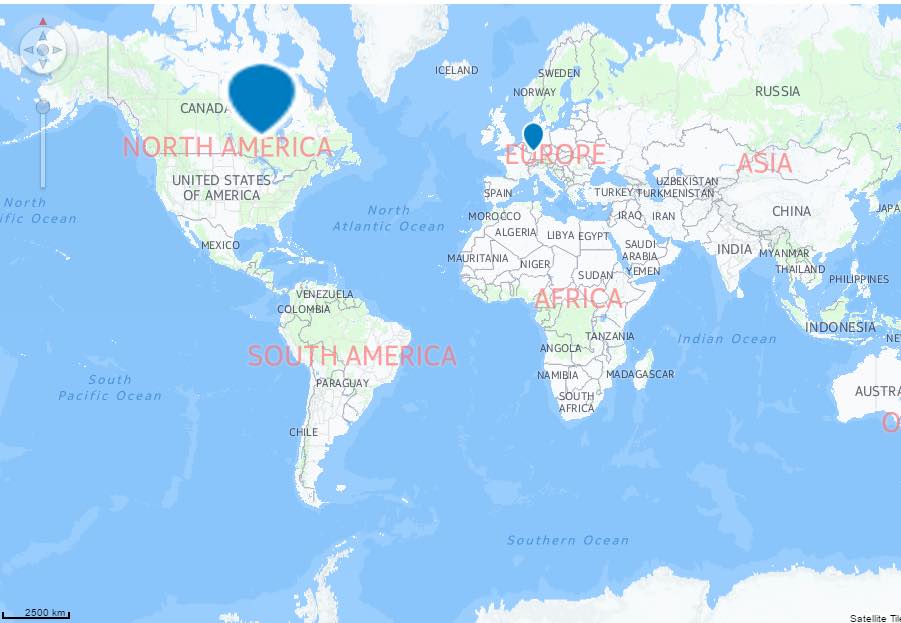 ICELAND
SWEDEN
NORWAY
RUSSIA
CANADA
NORTH AMERICA
EUROPE
ASIA
UNITED STATES
OF AMERICA
SPAIN
TURKEY
UZBEKISTAN
TURKMENISTAN
North
ific Ocean
North
Atlantic Ocean
MOROCCO
IRAQ
IRAN
CHINA
JAPA
MEXICO
ALGERIA
LIBYA
EGYPT
SAUDI
ARABIA
INDIA
MYANMAR
MAURITANIA
NIGER
SUDAN
YEMEN
THAILAND
PHILIPPINES
VENEZUELA
COLOMBIA
AFRICA
INDONESIA
TANZANIA
Indian Ocean
NE
SOUTH AMERICA
ANGOLA
South
Pacific Ocean
PARAGUAY
NAMIBIA
MADAGASCAR
SOUTH
AFRICA
AUSTRA
CHILE
O
Southern Ocean
2500 km
Satellite Tile